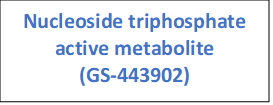 Nucleoside triphosphate
active metabolite
(GS-443902)